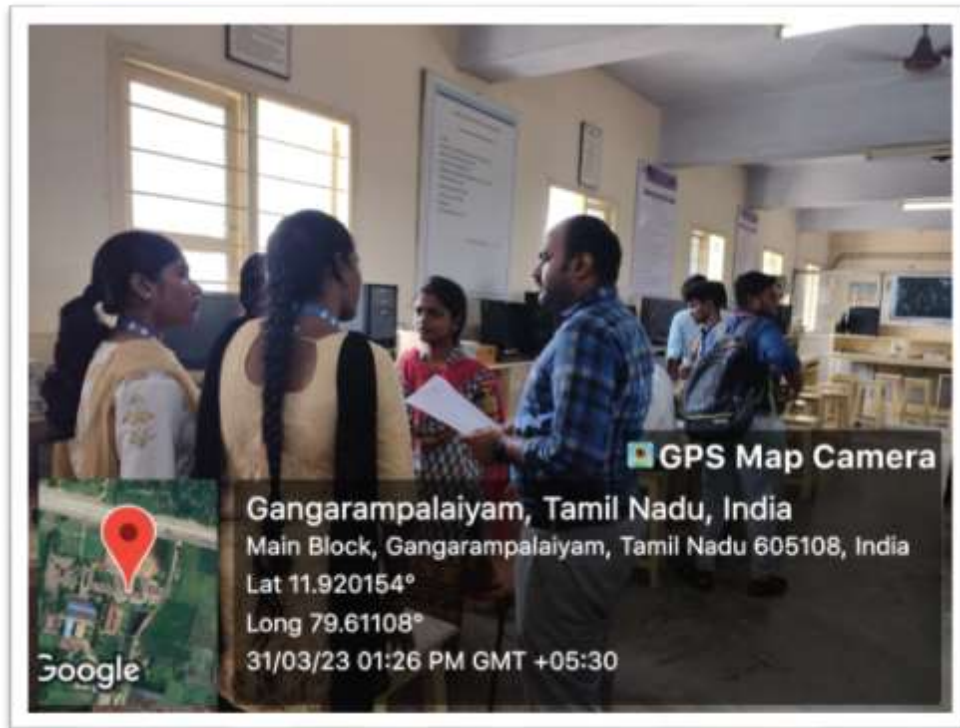 GPS Map Camera
Gangarampalaiyam, Tamil Nadu, India
Main Block, Gangarampalaiyam, Tamil Nadu 605108, India
Lat 11.920154°
Long 79.61108°
31/03/23 01:26 PM GMT +05:30
Google